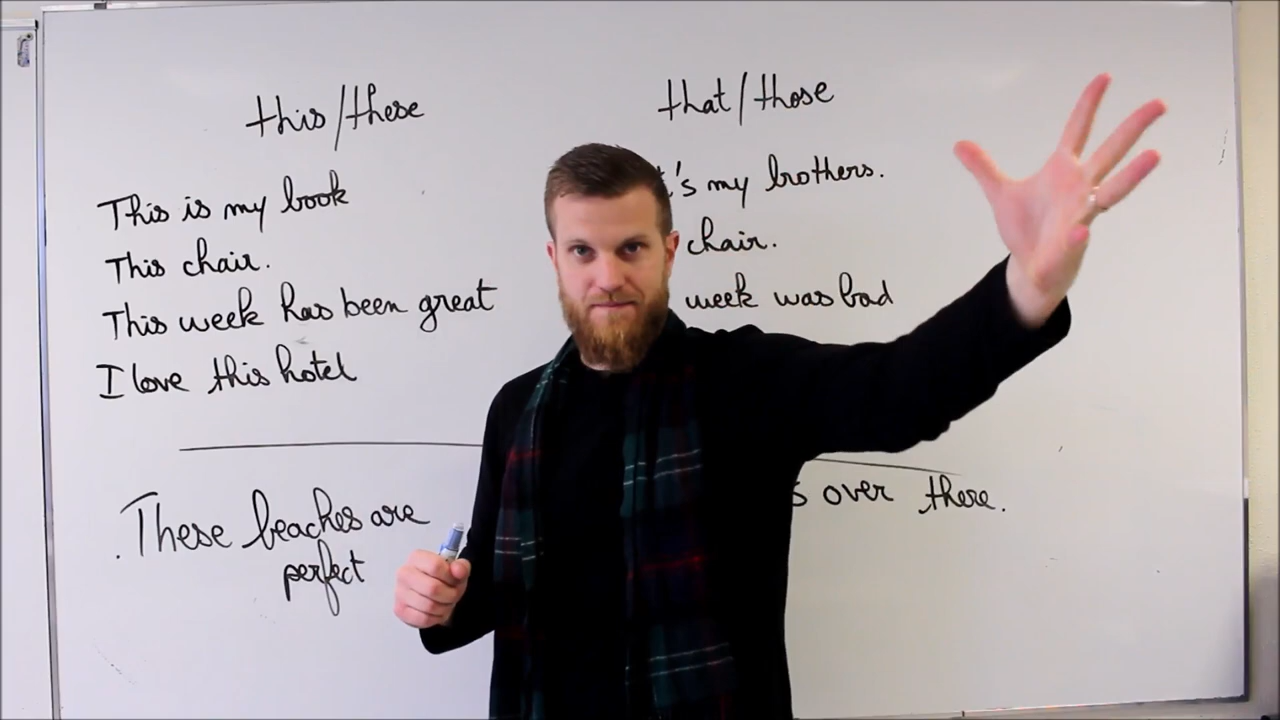 this/these
This is my book
This chair.
This week has been great
I love this hotel
These beaches are
perfect
that/those
my brothers.
chair.
week was bad
over there.